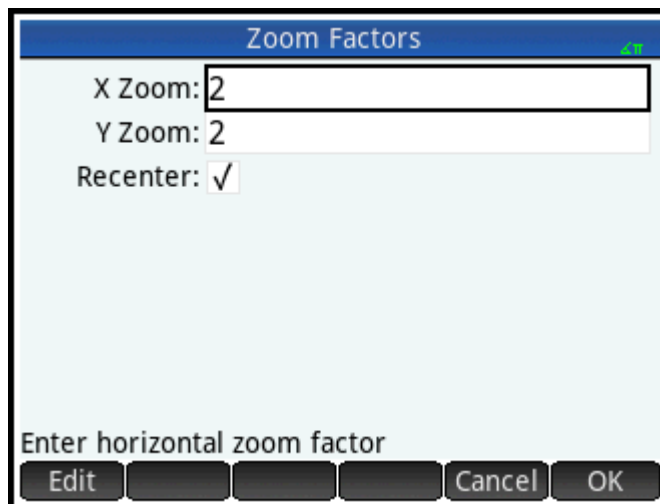 Zoom Factors
∡π
X Zoom: 2
Y Zoom: 2
Recenter: √
Enter horizontal zoom factor
Edit Cancel OK